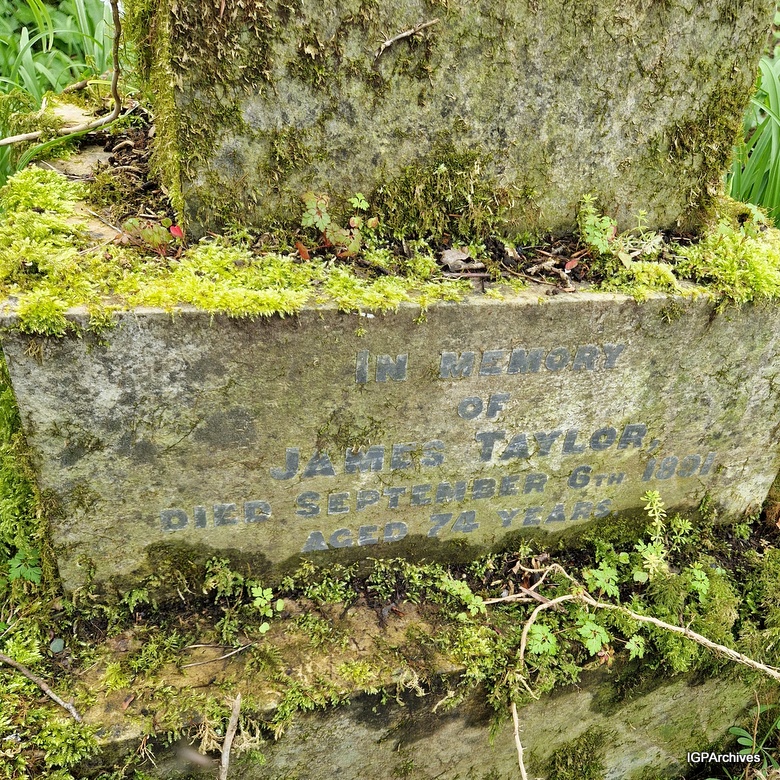 IN MEMORY
OF
JAMES TAYLOR,
DIED SEPTEMBER 6TH 1891
AGED 74 YEARS
IGPArchives